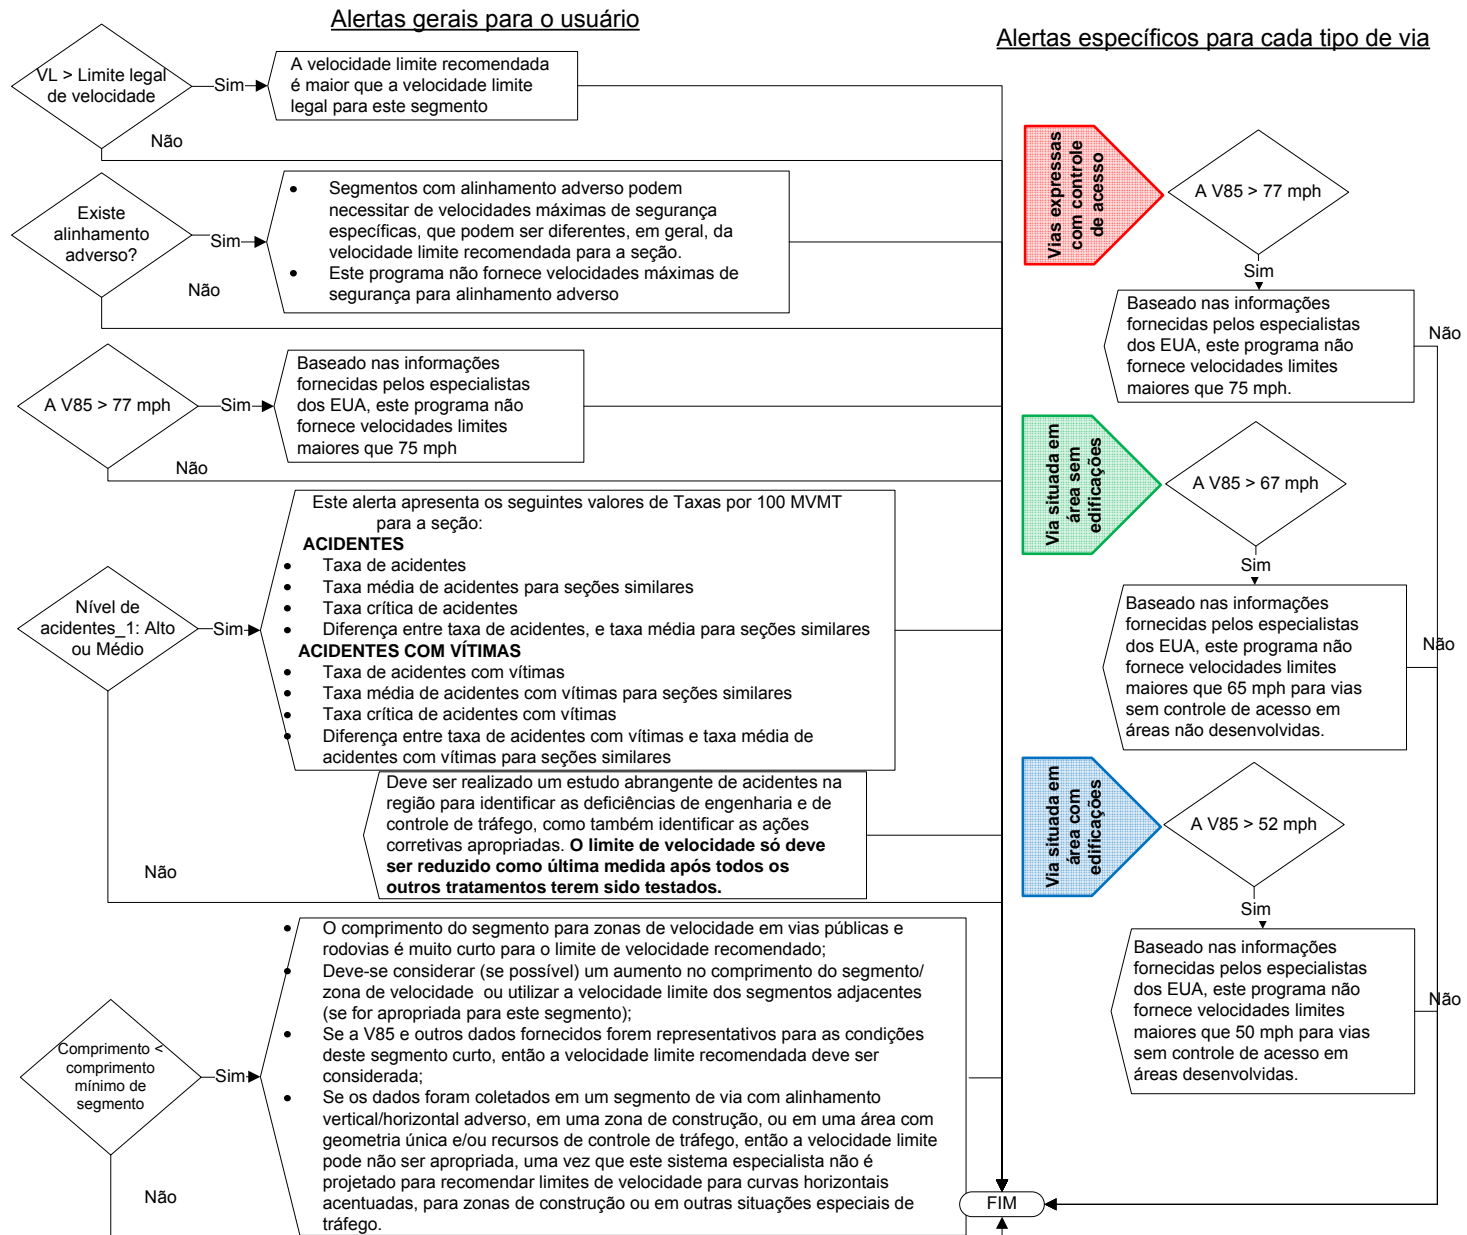 Alertas gerais para o usuário
VL > Limite legal
de velocidade
Sim
A velocidade limite recomendada
é maior que a velocidade limite
legal para este segmento
Não
Existe
alinhamento
adverso?
Sim
Não
• Segmentos com alinhamento adverso podem
necessitar de velocidades máximas de segurança
específicas, que podem ser diferentes, em geral, da
velocidade limite recomendada para a seção.
• Este programa não fornece velocidades máximas de
segurança para alinhamento adverso
A V85 > 77 mph
Sim
Baseado nas informações
fornecidas pelos especialistas
dos EUA, este programa não
fornece velocidades limites
maiores que 75 mph
Não
Nível de
acidentes_1: Alto
ou Médio
Sim
Este alerta apresenta os seguintes valores de Taxas por 100 MVMT
para a seção:
ACIDENTES
• Taxa de acidentes
• Taxa média de acidentes para seções similares
• Taxa crítica de acidentes
• Diferença entre taxa de acidentes, e taxa média para seções similares
ACIDENTES COM VÍTIMAS
• Taxa de acidentes com vítimas
• Taxa média de acidentes com vítimas para seções similares
• Taxa crítica de acidentes com vítimas
• Diferença entre taxa de acidentes com vítimas e taxa média de
acidentes com vítimas para seções similares
Deve ser realizado um estudo abrangente de acidentes na
região para identificar as deficiências de engenharia e de
controle de tráfego, como também identificar as ações
corretivas apropriadas. O limite de velocidade só deve
ser reduzido como última medida após todos os
outros tratamentos terem sido testados.
Não
Comprimento <
comprimento
mínimo de
segmento
Sim
Não
• O comprimento do segmento para zonas de velocidade em vias públicas e
rodovias é muito curto para o limite de velocidade recomendado;
• Deve-se considerar (se possível) um aumento no comprimento do segmento/
zona de velocidade ou utilizar a velocidade limite dos segmentos adjacentes
(se for apropriada para este segmento);
• Se a V85 e outros dados fornecidos forem representativos para as condições
deste segmento curto, então a velocidade limite recomendada deve ser
considerada;
• Se os dados foram coletados em um segmento de via com alinhamento
vertical/horizontal adverso, em uma zona de construção, ou em uma área com
geometria única e/ou recursos de controle de tráfego, então a velocidade limite
pode não ser apropriada, uma vez que este sistema especialista não é
projetado para recomendar limites de velocidade para curvas horizontais
acentuadas, para zonas de construção ou em outras situações especiais de
tráfego.
FIM
Alertas específicos para cada tipo de via
Vias expressas
com controle
de acesso
A V85 > 77 mph
Sim
Baseado nas informações
fornecidas pelos especialistas
dos EUA, este programa não
fornece velocidades limites
maiores que 75 mph.
Não
Via situada em
área sem
edificações
A V85 > 67 mph
Sim
Baseado nas informações
fornecidas pelos especialistas
dos EUA, este programa não
fornece velocidades limites
maiores que 65 mph para vias
sem controle de acesso em
áreas não desenvolvidas.
Não
Via situada em
área com
edificações
A V85 > 52 mph
Sim
Baseado nas informações
fornecidas pelos especialistas
dos EUA, este programa não
fornece velocidades limites
maiores que 50 mph para vias
sem controle de acesso em
áreas desenvolvidas.
Não